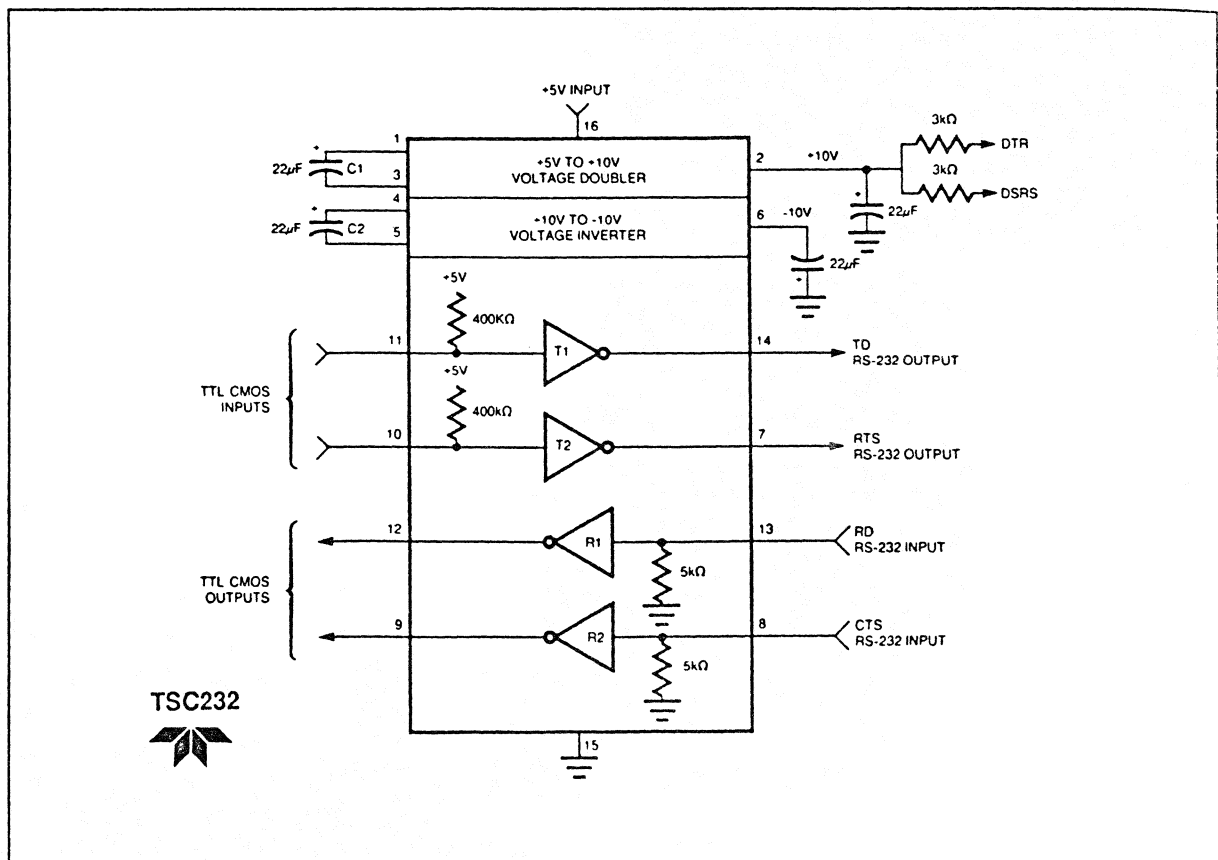 +5V INPUT
16
1
+
22µF
C1
3
+5V TO +10V
VOLTAGE DOUBLER
2
+10V
3kΩ
DTR
3kΩ
DSRS
+
22µF
4
+
22µF
C2
5
+10V TO -10V
VOLTAGE INVERTER
6
-10V
22µF
+
+5V
400KΩ
TTL CMOS
INPUTS
11
T1
14
TD
RS-232 OUTPUT
+5V
400kΩ
10
T2
7
RTS
RS-232 OUTPUT
TTL CMOS
OUTPUTS
12
R1
13
RD
RS-232 INPUT
5kΩ
9
R2
8
CTS
RS-232 INPUT
5kΩ
TSC232
15